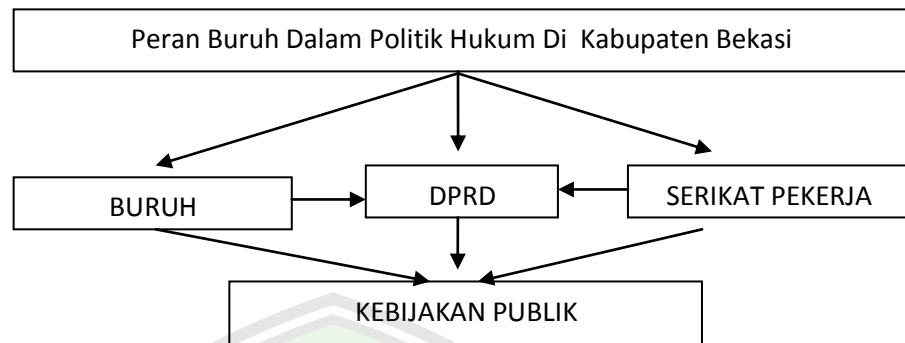 Peran Buruh Dalam Politik Hukum Di Kabupaten Bekasi
BURUH
DPRD
SERIKAT PEKERJA
KEBIJAKAN PUBLIK